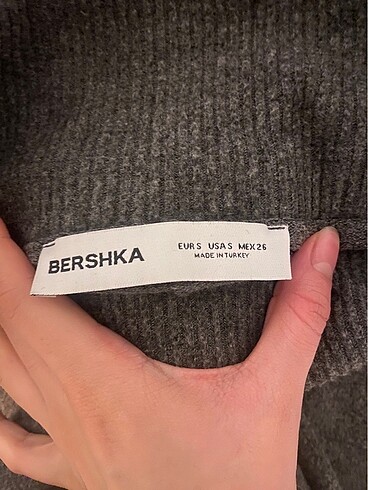 BERSHKA
EUR S USA S MEX 26
MADE IN TURKEY